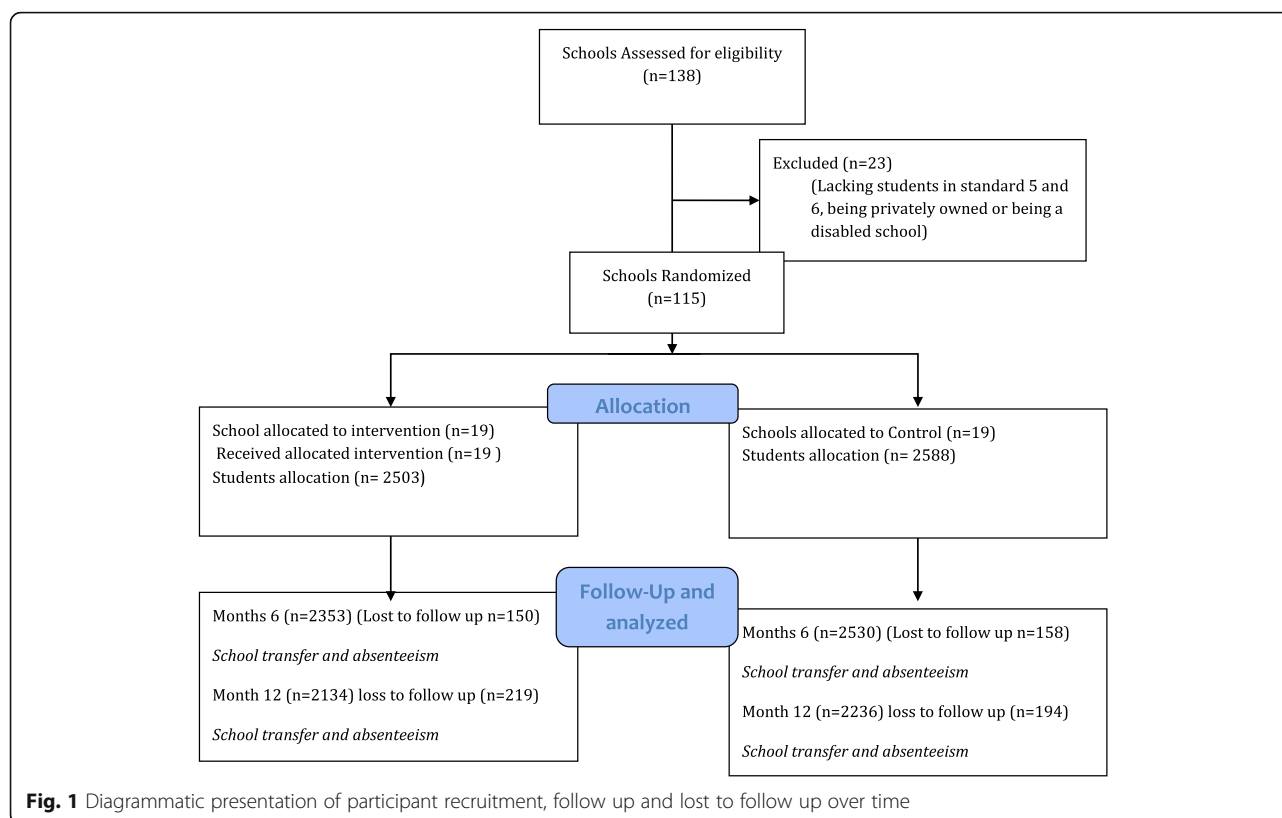 Schools Assessed for eligibility
(n=138)
Excluded (n=23)
(Lacking students in standard 5 and
6, being privately owned or being a
disabled school)
Schools Randomized
(n=115)
Allocation
School allocated to intervention (n=19)
Received allocated intervention (n=19 )
Students allocation (n= 2503)
Schools allocated to Control (n=19)
Students allocation (n= 2588)
Follow-Up and
analyzed
Months 6 (n=2353) (Lost to follow up n=150)
School transfer and absenteeism
Month 12 (n=2134) loss to follow up (n=219)
School transfer and absenteeism
Months 6 (n=2530) (Lost to follow up n=158)
School transfer and absenteeism
Month 12 (n=2236) loss to follow up (n=194)
School transfer and absenteeism
Fig. 1 Diagrammatic presentation of participant recruitment, follow up and lost to follow up over time